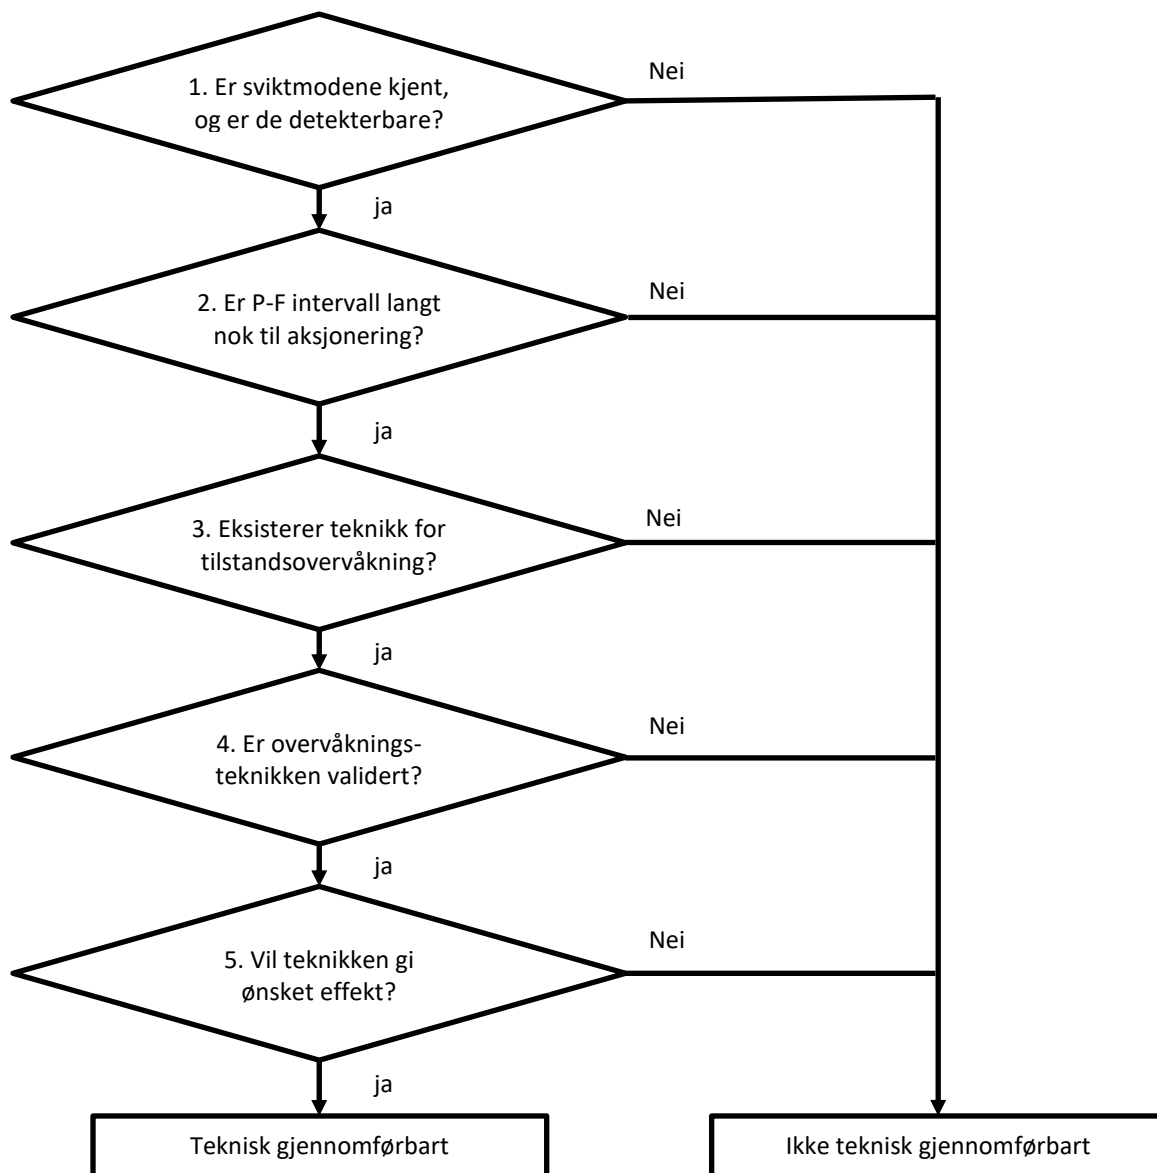 1. Er sviktmodene kjent,
og er de detekterbare?
Nei
ja
2. Er P-F intervall langt
nok til aksjonering?
Nei
ja
3. Eksisterer teknikk for
tilstandsovervåkning?
Nei
ja
4. Er overvåknings-
teknikken validert?
Nei
ja
5. Vil teknikken gi
ønsket effekt?
Nei
ja
Teknisk gjennomførbart
Ikke teknisk gjennomførbart